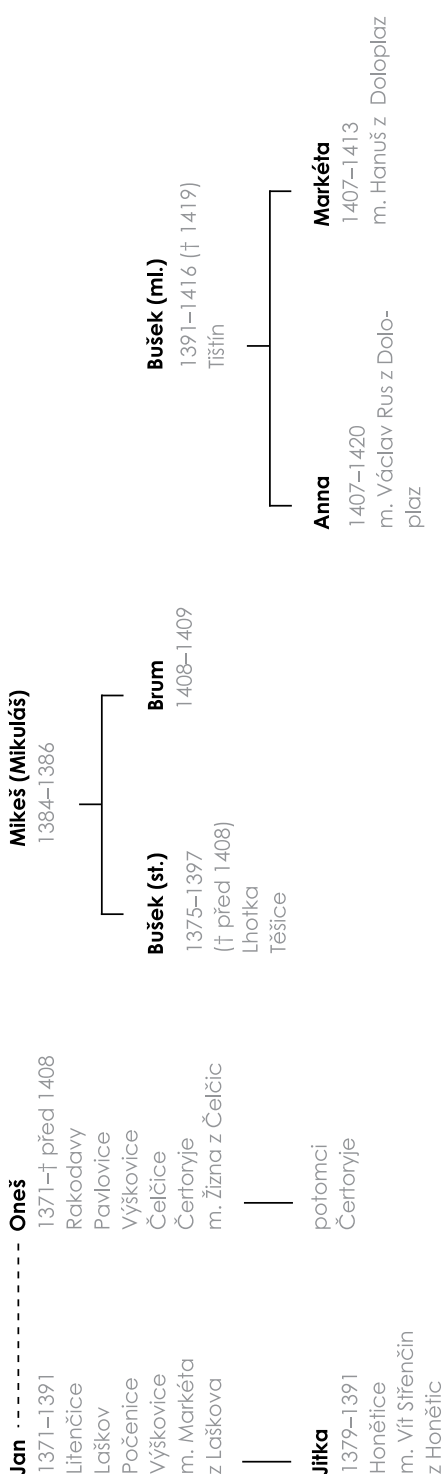 Jan
1371–1391
Litenčice
Laškov
Počenice
Výškovice
m. Markéta
z Laškova
Jitka
1379–1391
Honětice
m. Vít Střenčin
z Honětic
Oneš
1371–† před 1408
Rakodavy
Pavlovice
Výškovice
Čelčice
Čertoryje
m. Žizna z Čelčic
potomci
Čertoryje
Mikeš (Mikuláš)
1384–1386
Bušek (st.)
1375–1397
(† před 1408)
Lhotka
Těšice
Brum
1408–1409
Bušek (ml.)
1391–1416 († 1419)
Tištín
Anna
1407–1420
m. Václav Rus z Dolo-
plaz
Markéta
1407–1413
m. Hanuš z Doloplaz